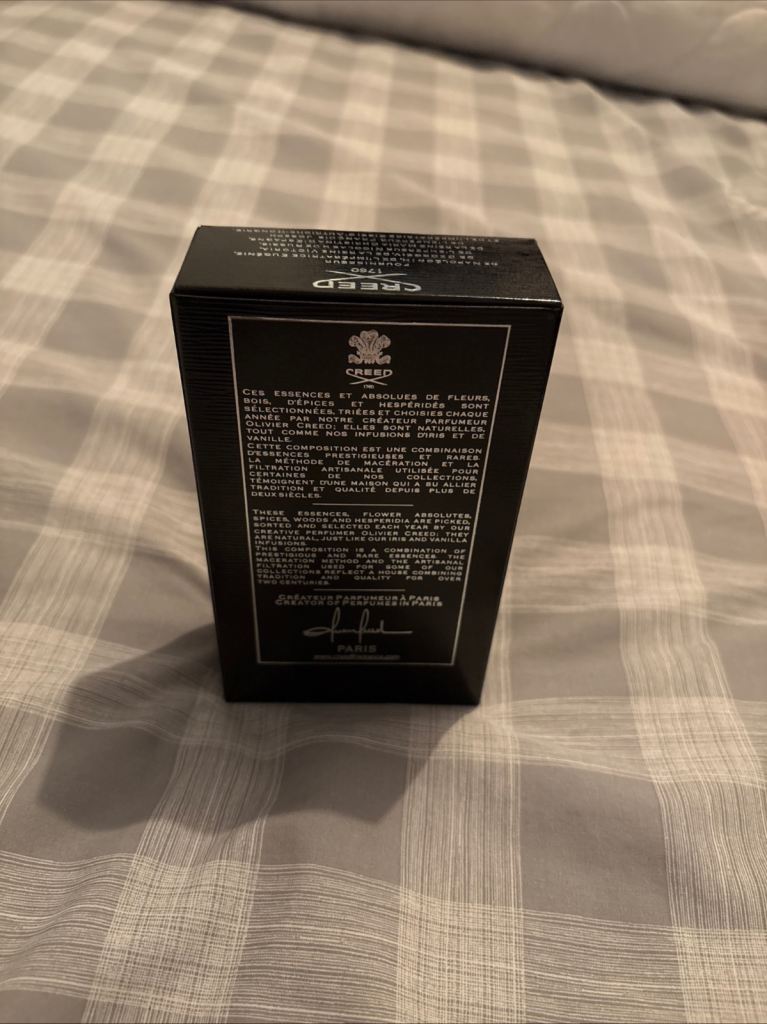 CREED
1760
FOURNISSEUR
DE NAPOLÉON III
CREED
1760
CES ESSENCES ET ABSOLUES DE FLEURS,
BOIS, D'ÉPICES ET HESPÉRIDÉS SONT
SÉLECTIONNÉES, TRIÉES ET CHOISIES CHAQUE
ANNÉE PAR NOTRE CRÉATEUR PARFUMEUR
OLIVIER CREED; ELLES SONT NATURELLES,
TOUT COMME NOS INFUSIONS D'IRIS ET DE
VANILLE.
CETTE COMPOSITION EST UNE COMBINAISON
D'ESSENCES PRESTIGIEUSES ET RARES.
LA MÉTHODE DE MACÉRATION ET LA
FILTRATION ARTISANALE UTILISÉE POUR
CERTAINES DE NOS COLLECTIONS,
TÉMOIGNENT D'UNE MAISON QUI A SU ALLIER
TRADITION ET QUALITÉ DEPUIS PLUS DE
DEUX SIÈCLES.
THESE ESSENCES, FLOWER ABSOLUTES,
SPICES, WOODS AND HESPERIDIA ARE PICKED,
SORTED AND SELECTED EACH YEAR BY OUR
CREATIVE PERFUMER OLIVIER CREED; THEY
ARE NATURAL, JUST LIKE OUR IRIS AND VANILLA
INFUSIONS.
THIS COMPOSITION IS A COMBINATION OF
PRESTIGIOUS AND RARE ESSENCES. THE
MACERATION METHOD AND THE ARTISANAL
FILTRATION USED FOR SOME OF OUR
COLLECTIONS REFLECT A HOUSE COMBINING
TRADITION AND QUALITY FOR OVER
TWO CENTURIES.
CRÉATEUR PARFUMEUR À PARIS
CREATOR OF PERFUMES IN PARIS
PARIS